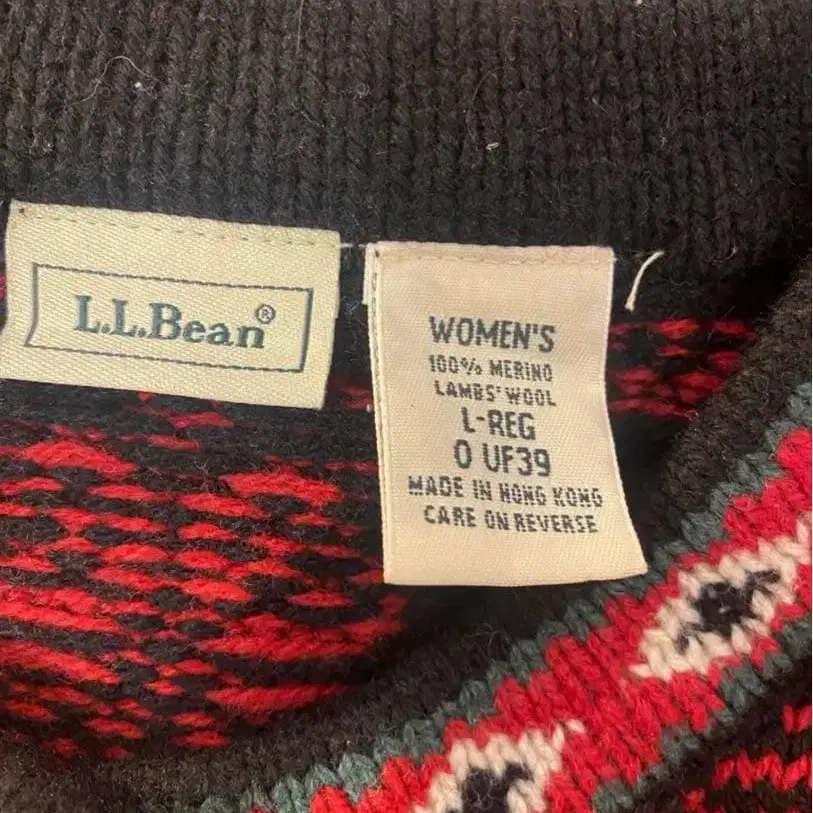 L.L.Bean®
WOMEN'S
100% MERINO
LAMBS' WOOL
L-REG
0 UF39
MADE IN HONG KONG
CARE ON REVERSE